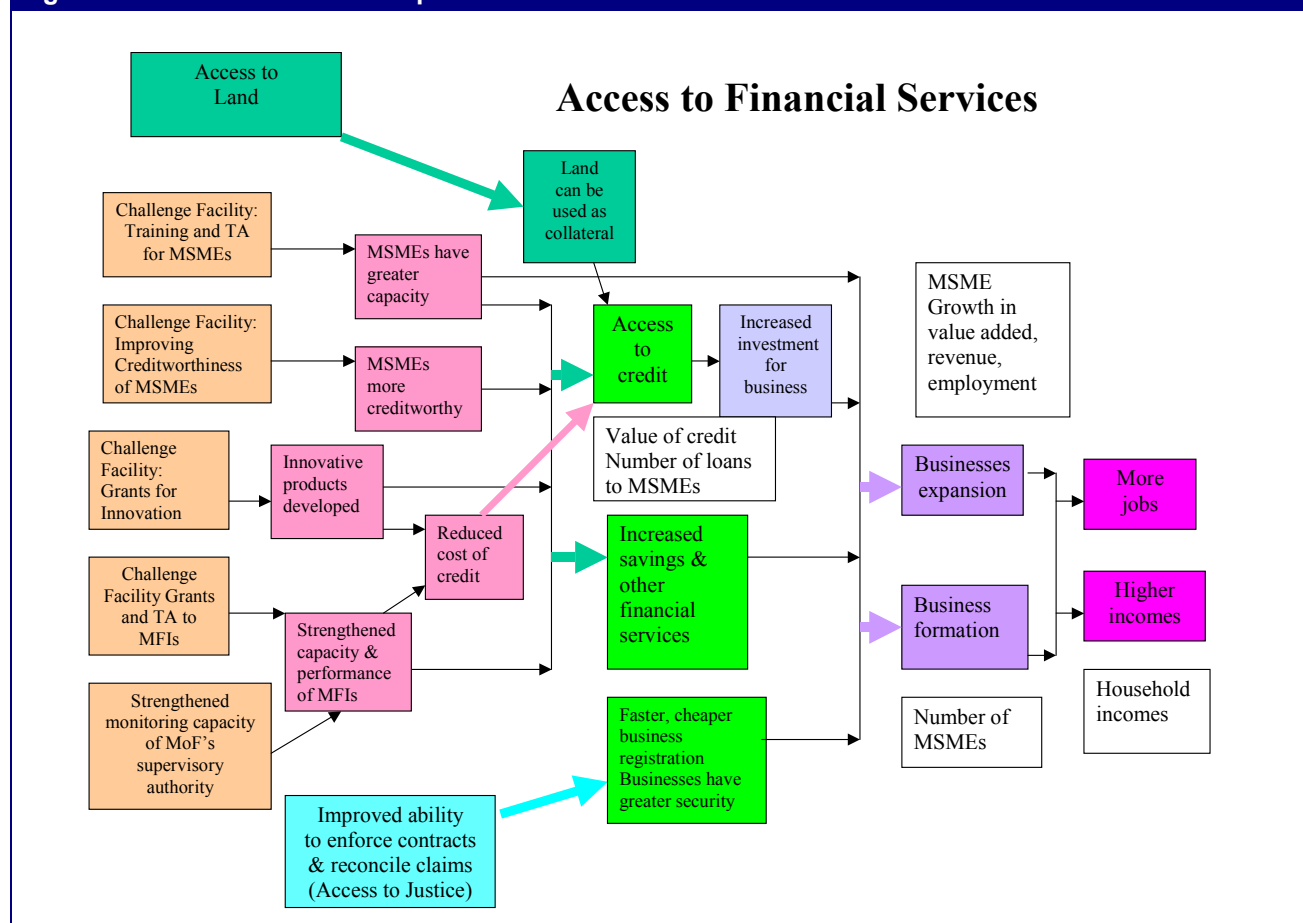 Access to
Land
Access to Financial Services
Land
can be
used as
collateral
Challenge Facility:
Training and TA
for MSMEs
MSMEs have
greater
capacity
MSME
Growth in
value added,
revenue,
employment
Challenge Facility:
Improving
Creditworthiness
of MSMEs
MSMEs
more
creditworthy
Access
to
credit
Increased
investment
for
business
Value of credit
Number of loans
to MSMEs
Challenge
Facility:
Grants for
Innovation
Innovative
products
developed
Reduced
cost of
credit
Businesses
expansion
More
jobs
Increased
savings &
other
financial
services
Challenge
Facility Grants
and TA to
MFIs
Strengthened
capacity &
performance
of MFIs
Business
formation
Higher
incomes
Strengthened
monitoring capacity
of MoF's
supervisory
authority
Faster, cheaper
business
registration
Businesses have
greater security
Number of
MSMEs
Household
incomes
Improved ability
to enforce contracts
& reconcile claims
(Access to Justice)